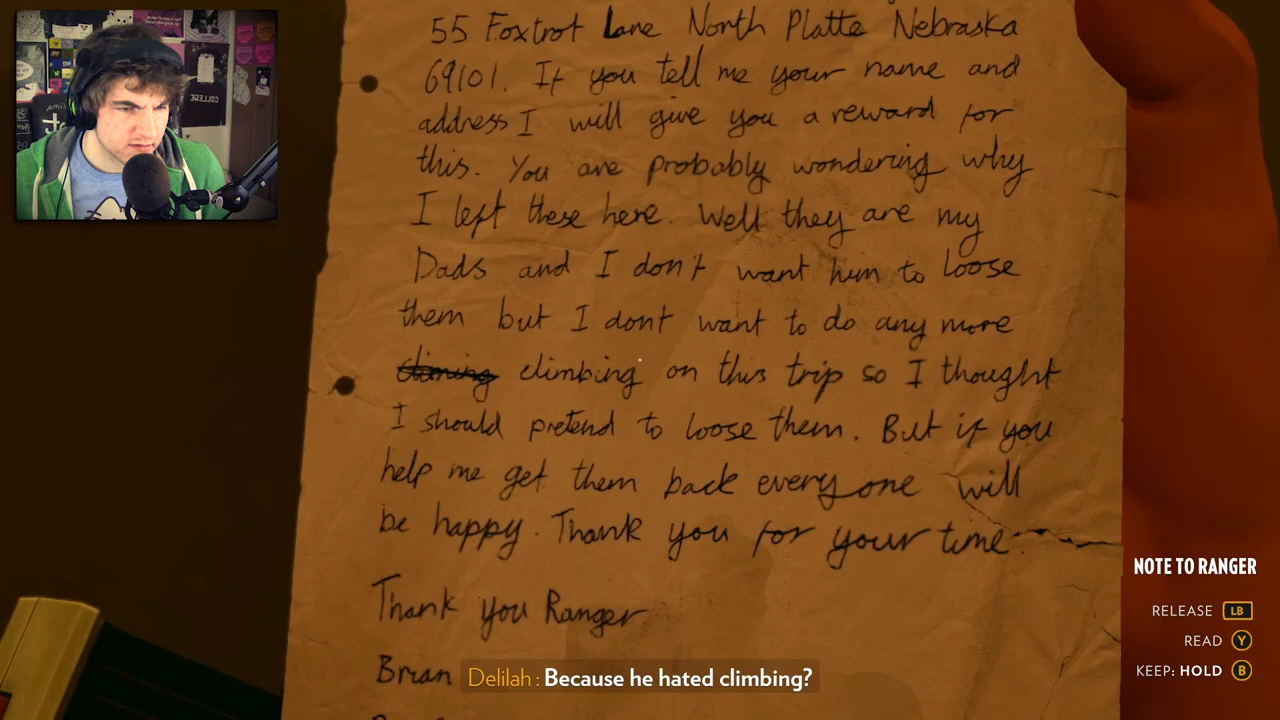 55 Foxtrot Lane North Platte Nebraska
69101. If you tell me your name and
address I will give you a reward for
this. You are probably wondering why
I left these here. Well they are my
Dads and I don't want him to loose
them but I dont want to do any more
climing climbing on this trip so I thought
I should pretend to loose them. But if you
help me get them back everyone will
be happy. Thank you for your time.
Thank you Ranger
Brian
Delilah: Because he hated climbing?
NOTE TO RANGER
RELEASE LB
READ Y
KEEP: HOLD B
COLLEGE